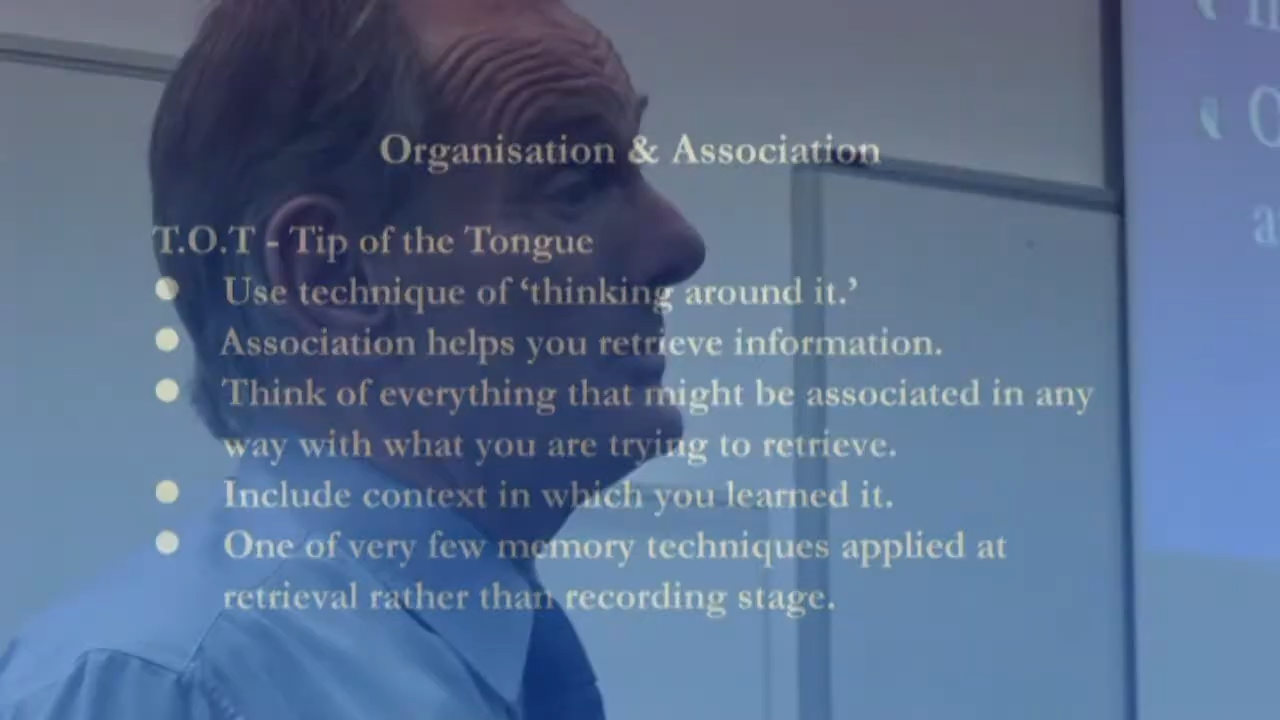 Organisation & Association
T.O.T - Tip of the Tongue
● Use technique of ‘thinking around it.’
● Association helps you retrieve information.
● Think of everything that might be associated in any
way with what you are trying to retrieve.
● Include context in which you learned it.
● One of very few memory techniques applied at
retrieval rather than recording stage.